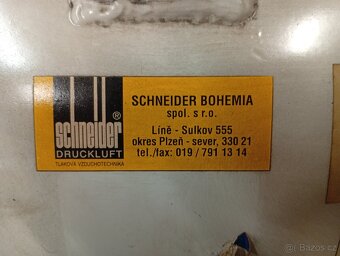 schneider ®
DRUCKLUFT
TLAKOVÁ VZDUCHOTECHNIKA
SCHNEIDER BOHEMIA
spol. s r.o.
Líně - Sulkov 555
okres Plzeň - sever, 330 21
tel./fax: 019 / 791 13 14
Bazos.cz